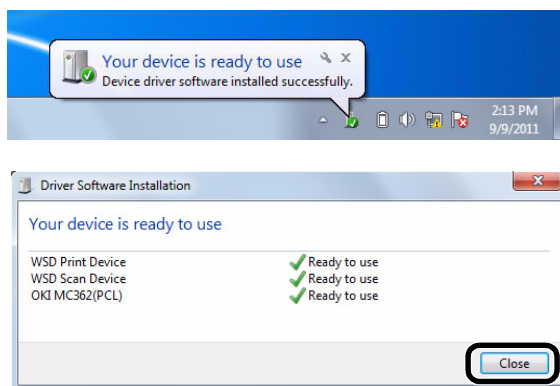 Your device is ready to use
Device driver software installed successfully.
2:13 PM
9/9/2011
Driver Software Installation
Your device is ready to use
WSD Print Device Ready to use
WSD Scan Device Ready to use
OKI MC362(PCL) Ready to use
Close